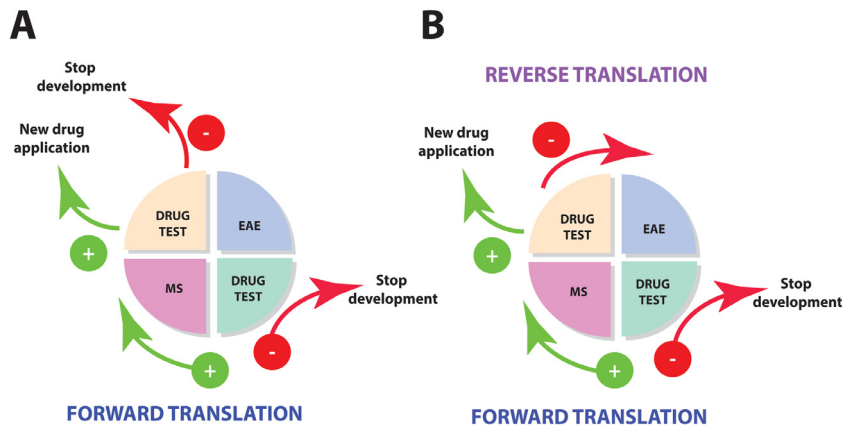 A
Stop
development
-
New drug
application
+
DRUG
TEST
EAE
MS
DRUG
TEST
Stop
development
-
+
FORWARD TRANSLATION
B
REVERSE TRANSLATION
New drug
application
-
+
DRUG
TEST
EAE
MS
DRUG
TEST
Stop
development
-
+
FORWARD TRANSLATION